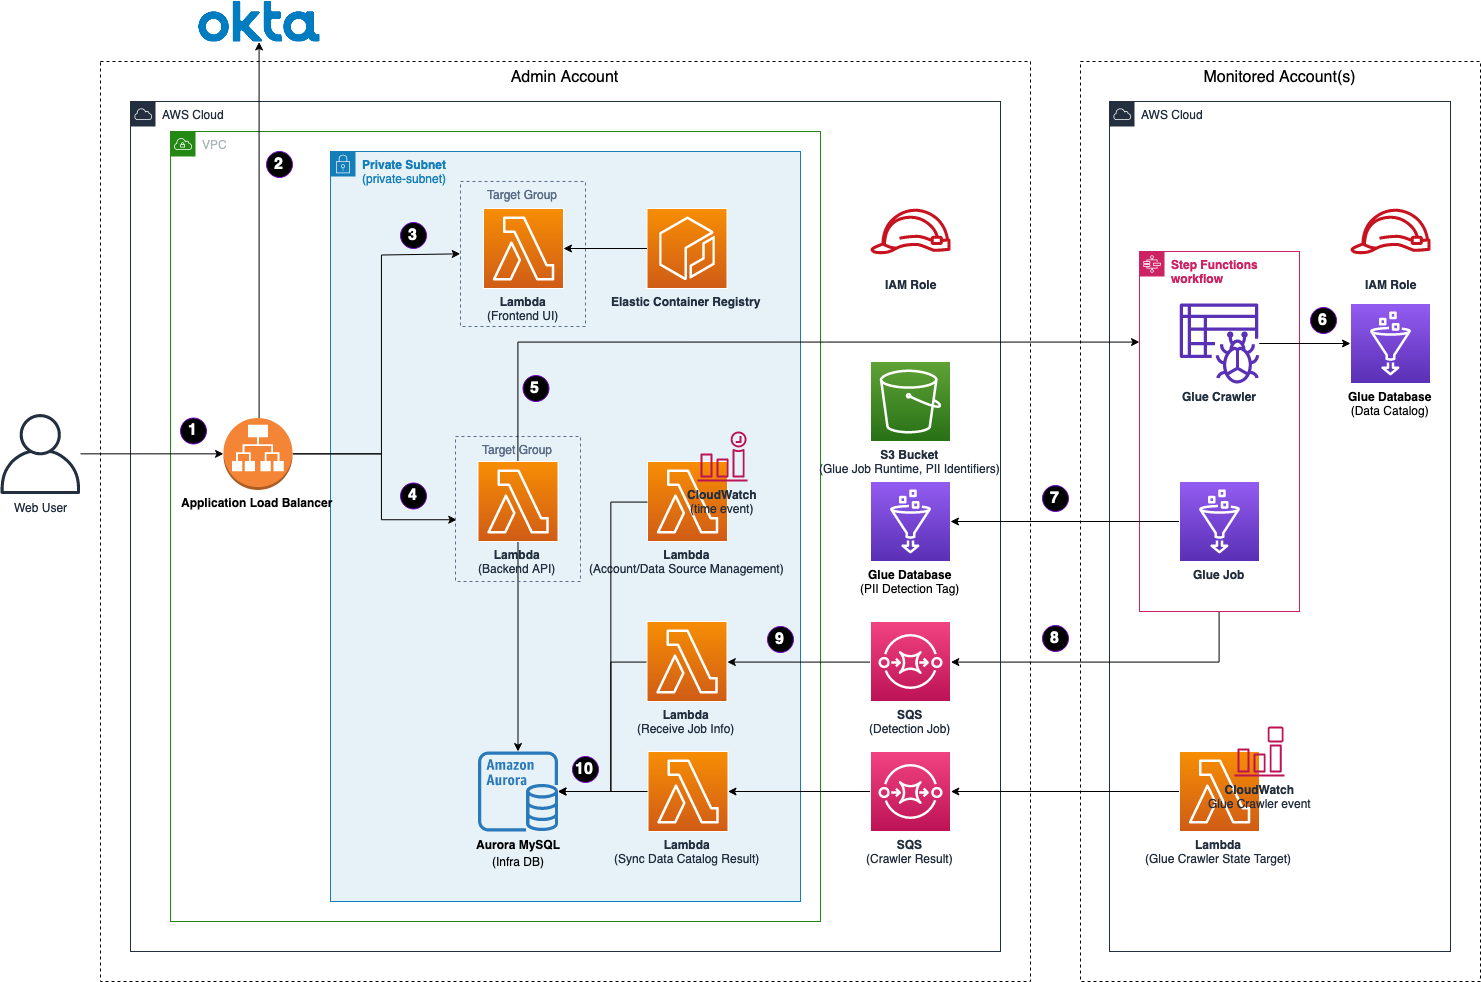 okta
Admin Account
Monitored Account(s)
AWS Cloud
AWS Cloud
VPC
2
Private Subnet
(private-subnet)
Target Group
3
Lambda
(Frontend UI)
Elastic Container Registry
IAM Role
Step Functions
workflow
IAM Role
6
Glue Crawler
Glue Database
(Data Catalog)
5
1
Web User
Application Load Balancer
4
Target Group
Lambda
(Backend API)
CloudWatch
(time event)
Lambda
(Account/Data Source Management)
S3 Bucket
(Glue Job Runtime, PII Identifiers)
7
Glue Database
(PII Detection Tag)
Glue Job
9
8
Lambda
(Receive Job Info)
SQS
(Detection Job)
10
Amazon
Aurora
Aurora MySQL
(Infra DB)
Lambda
(Sync Data Catalog Result)
SQS
(Crawler Result)
CloudWatch
Glue Crawler event
Lambda
(Glue Crawler State Target)